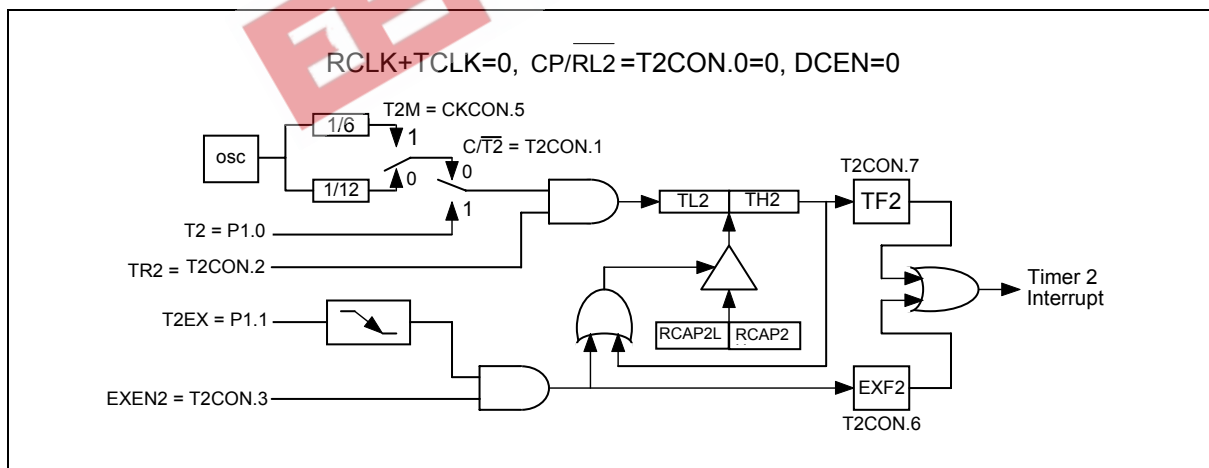 RCLK+TCLK=0, CP/R̅L̅2̅=T2CON.0=0, DCEN=0
T2M = CKCON.5
1/6
1
C/T̅2̅ = T2CON.1
osc
0
0
T2CON.7
1/12
1
TL2 TH2
TF2
T2 = P1.0
TR2 = T2CON.2
Timer 2
Interrupt
T2EX = P1.1
RCAP2L RCAP2
EXEN2 = T2CON.3
EXF2
T2CON.6